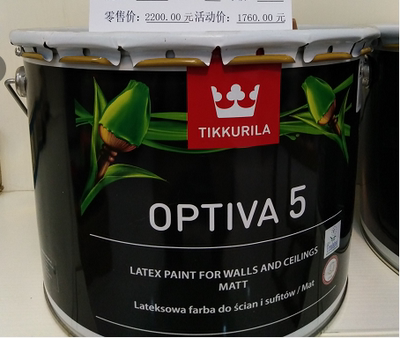 零售价: 2200.00元活动价: 1760.00元
TIKKURILA
OPTIVA 5
LATEX PAINT FOR WALLS AND CEILINGS
MATT
Lateksowa farba do ścian i sufitów / Mat